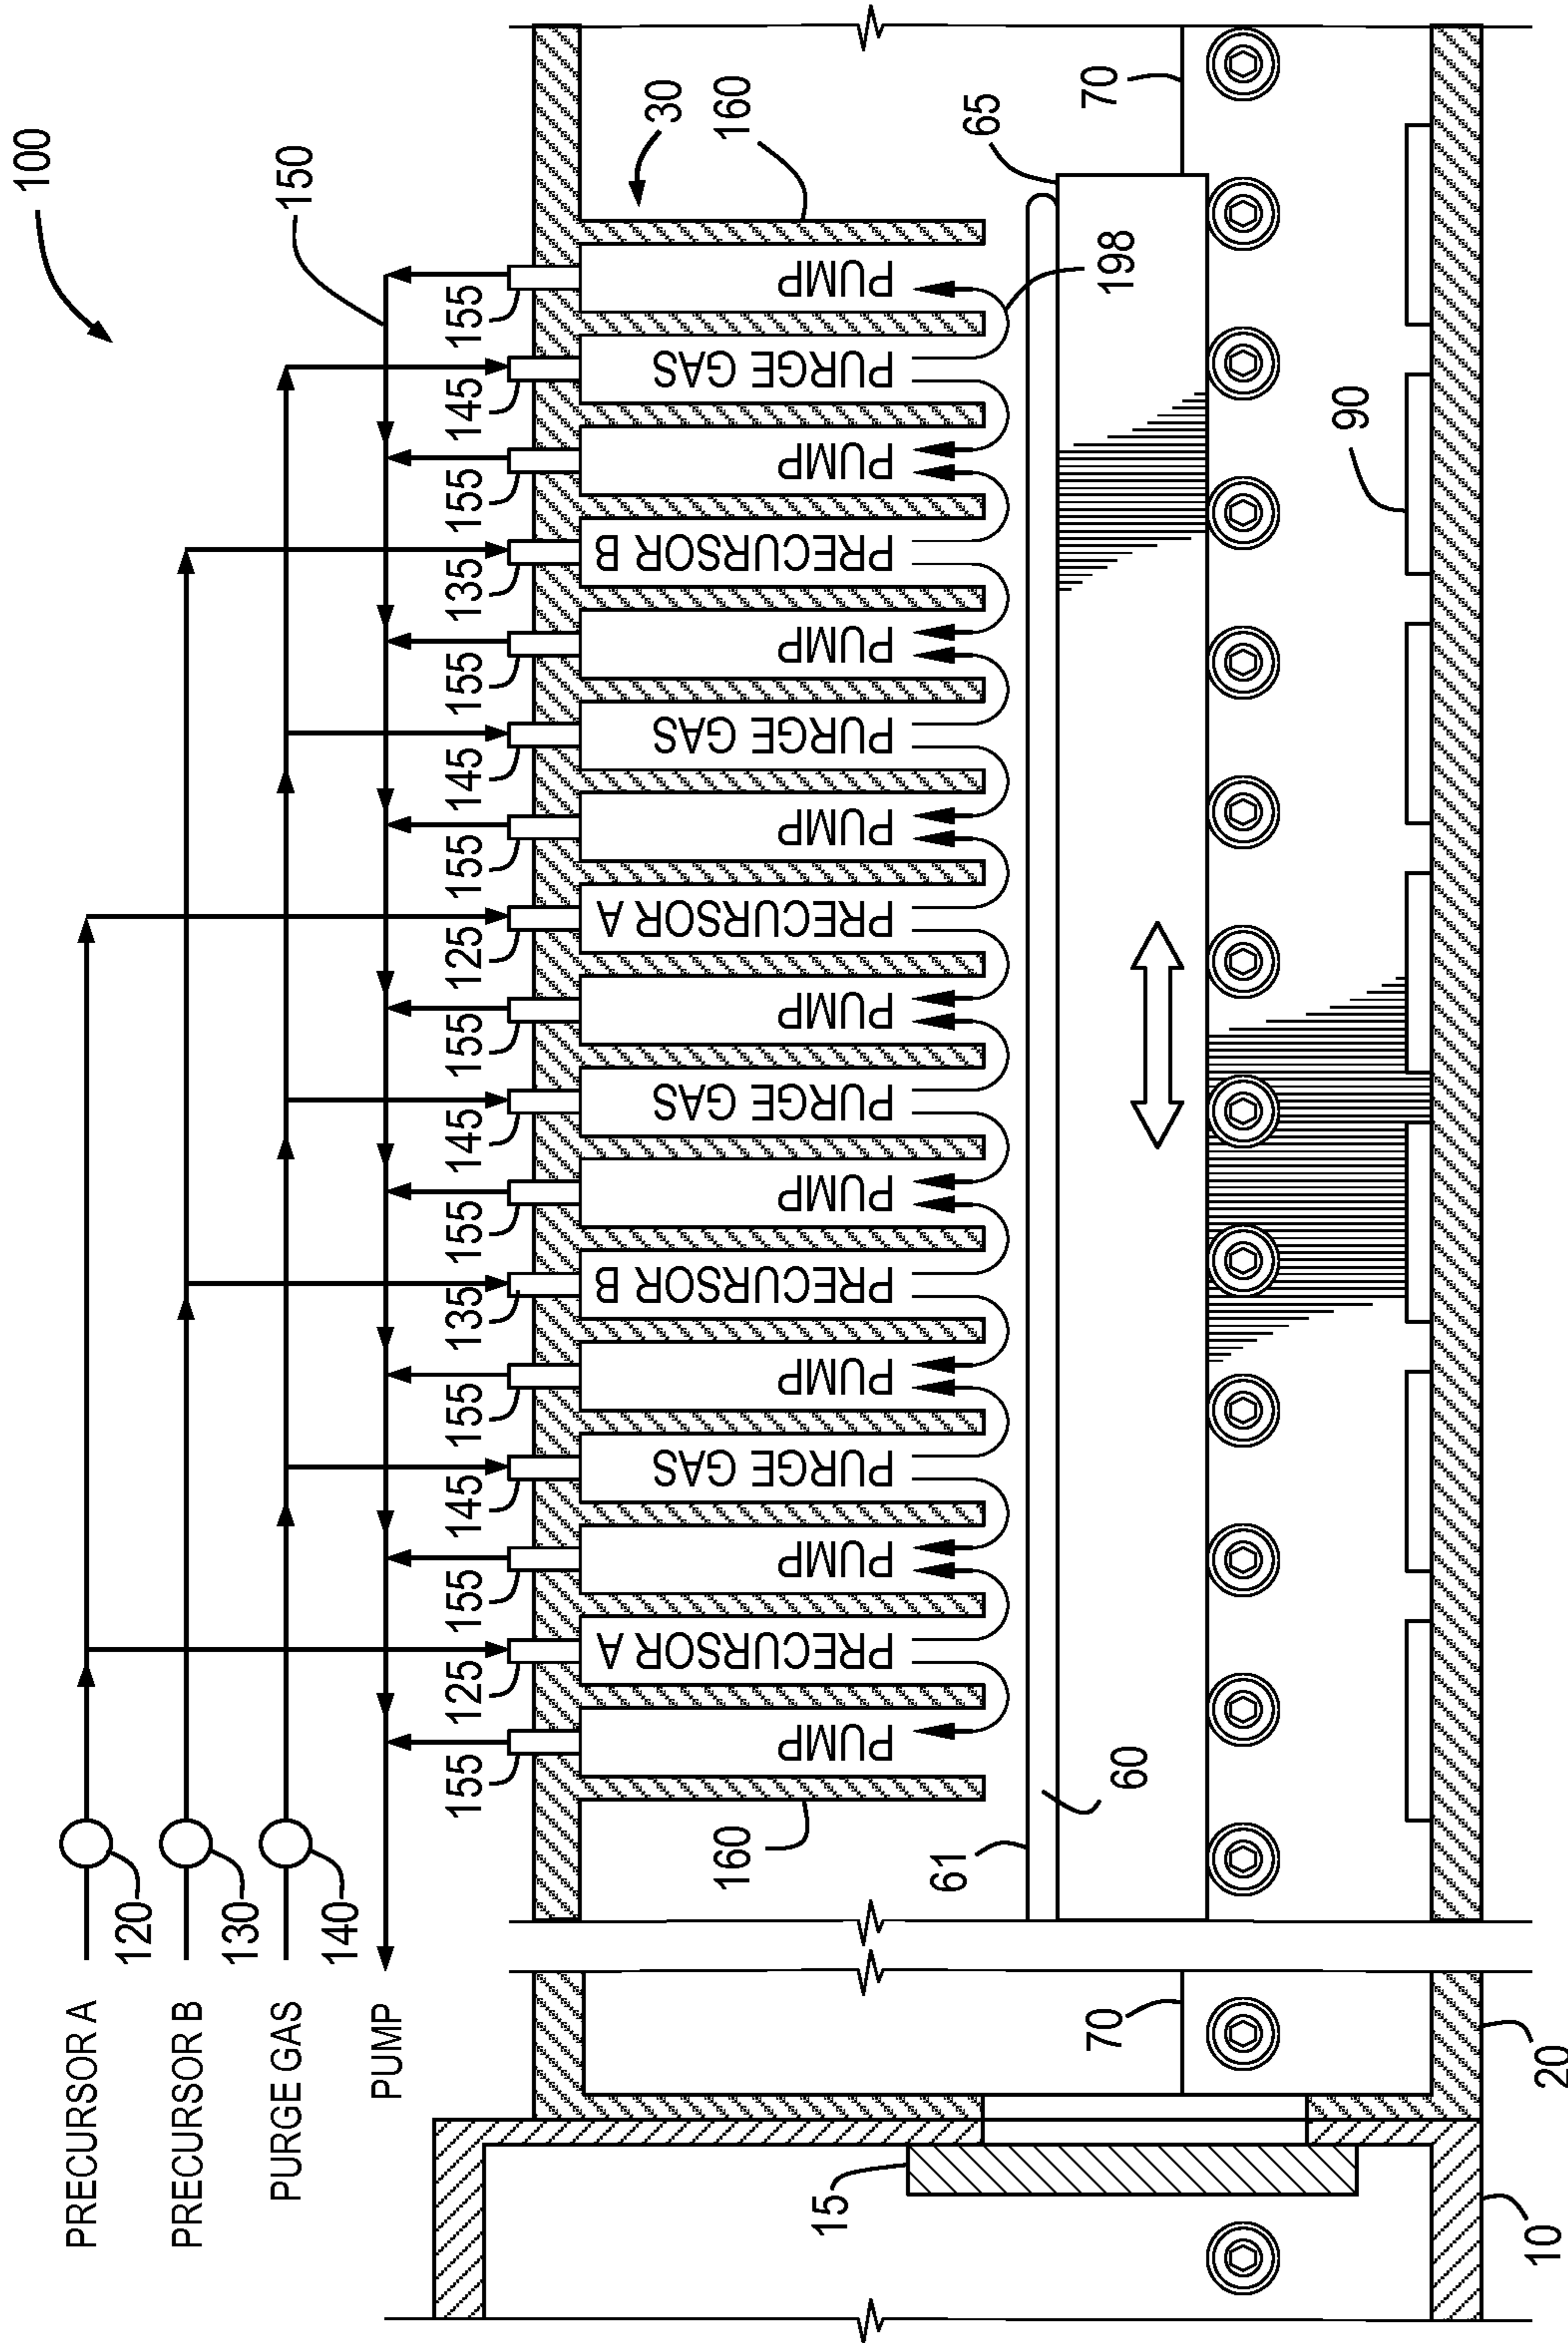 100
PRECURSOR A
120
PRECURSOR B
130
PURGE GAS
150
140
PUMP
155
125
155
145
155
135
155
145
155
125
155
145
155
135
155
145
155
30
160
PUMP
PRECURSOR A
PUMP
PURGE GAS
PUMP
PRECURSOR B
PUMP
PURGE GAS
PUMP
PRECURSOR A
PUMP
PURGE GAS
PUMP
PRECURSOR B
PUMP
PURGE GAS
PUMP
160
15
61
65
70
60
198
70
90
10
20